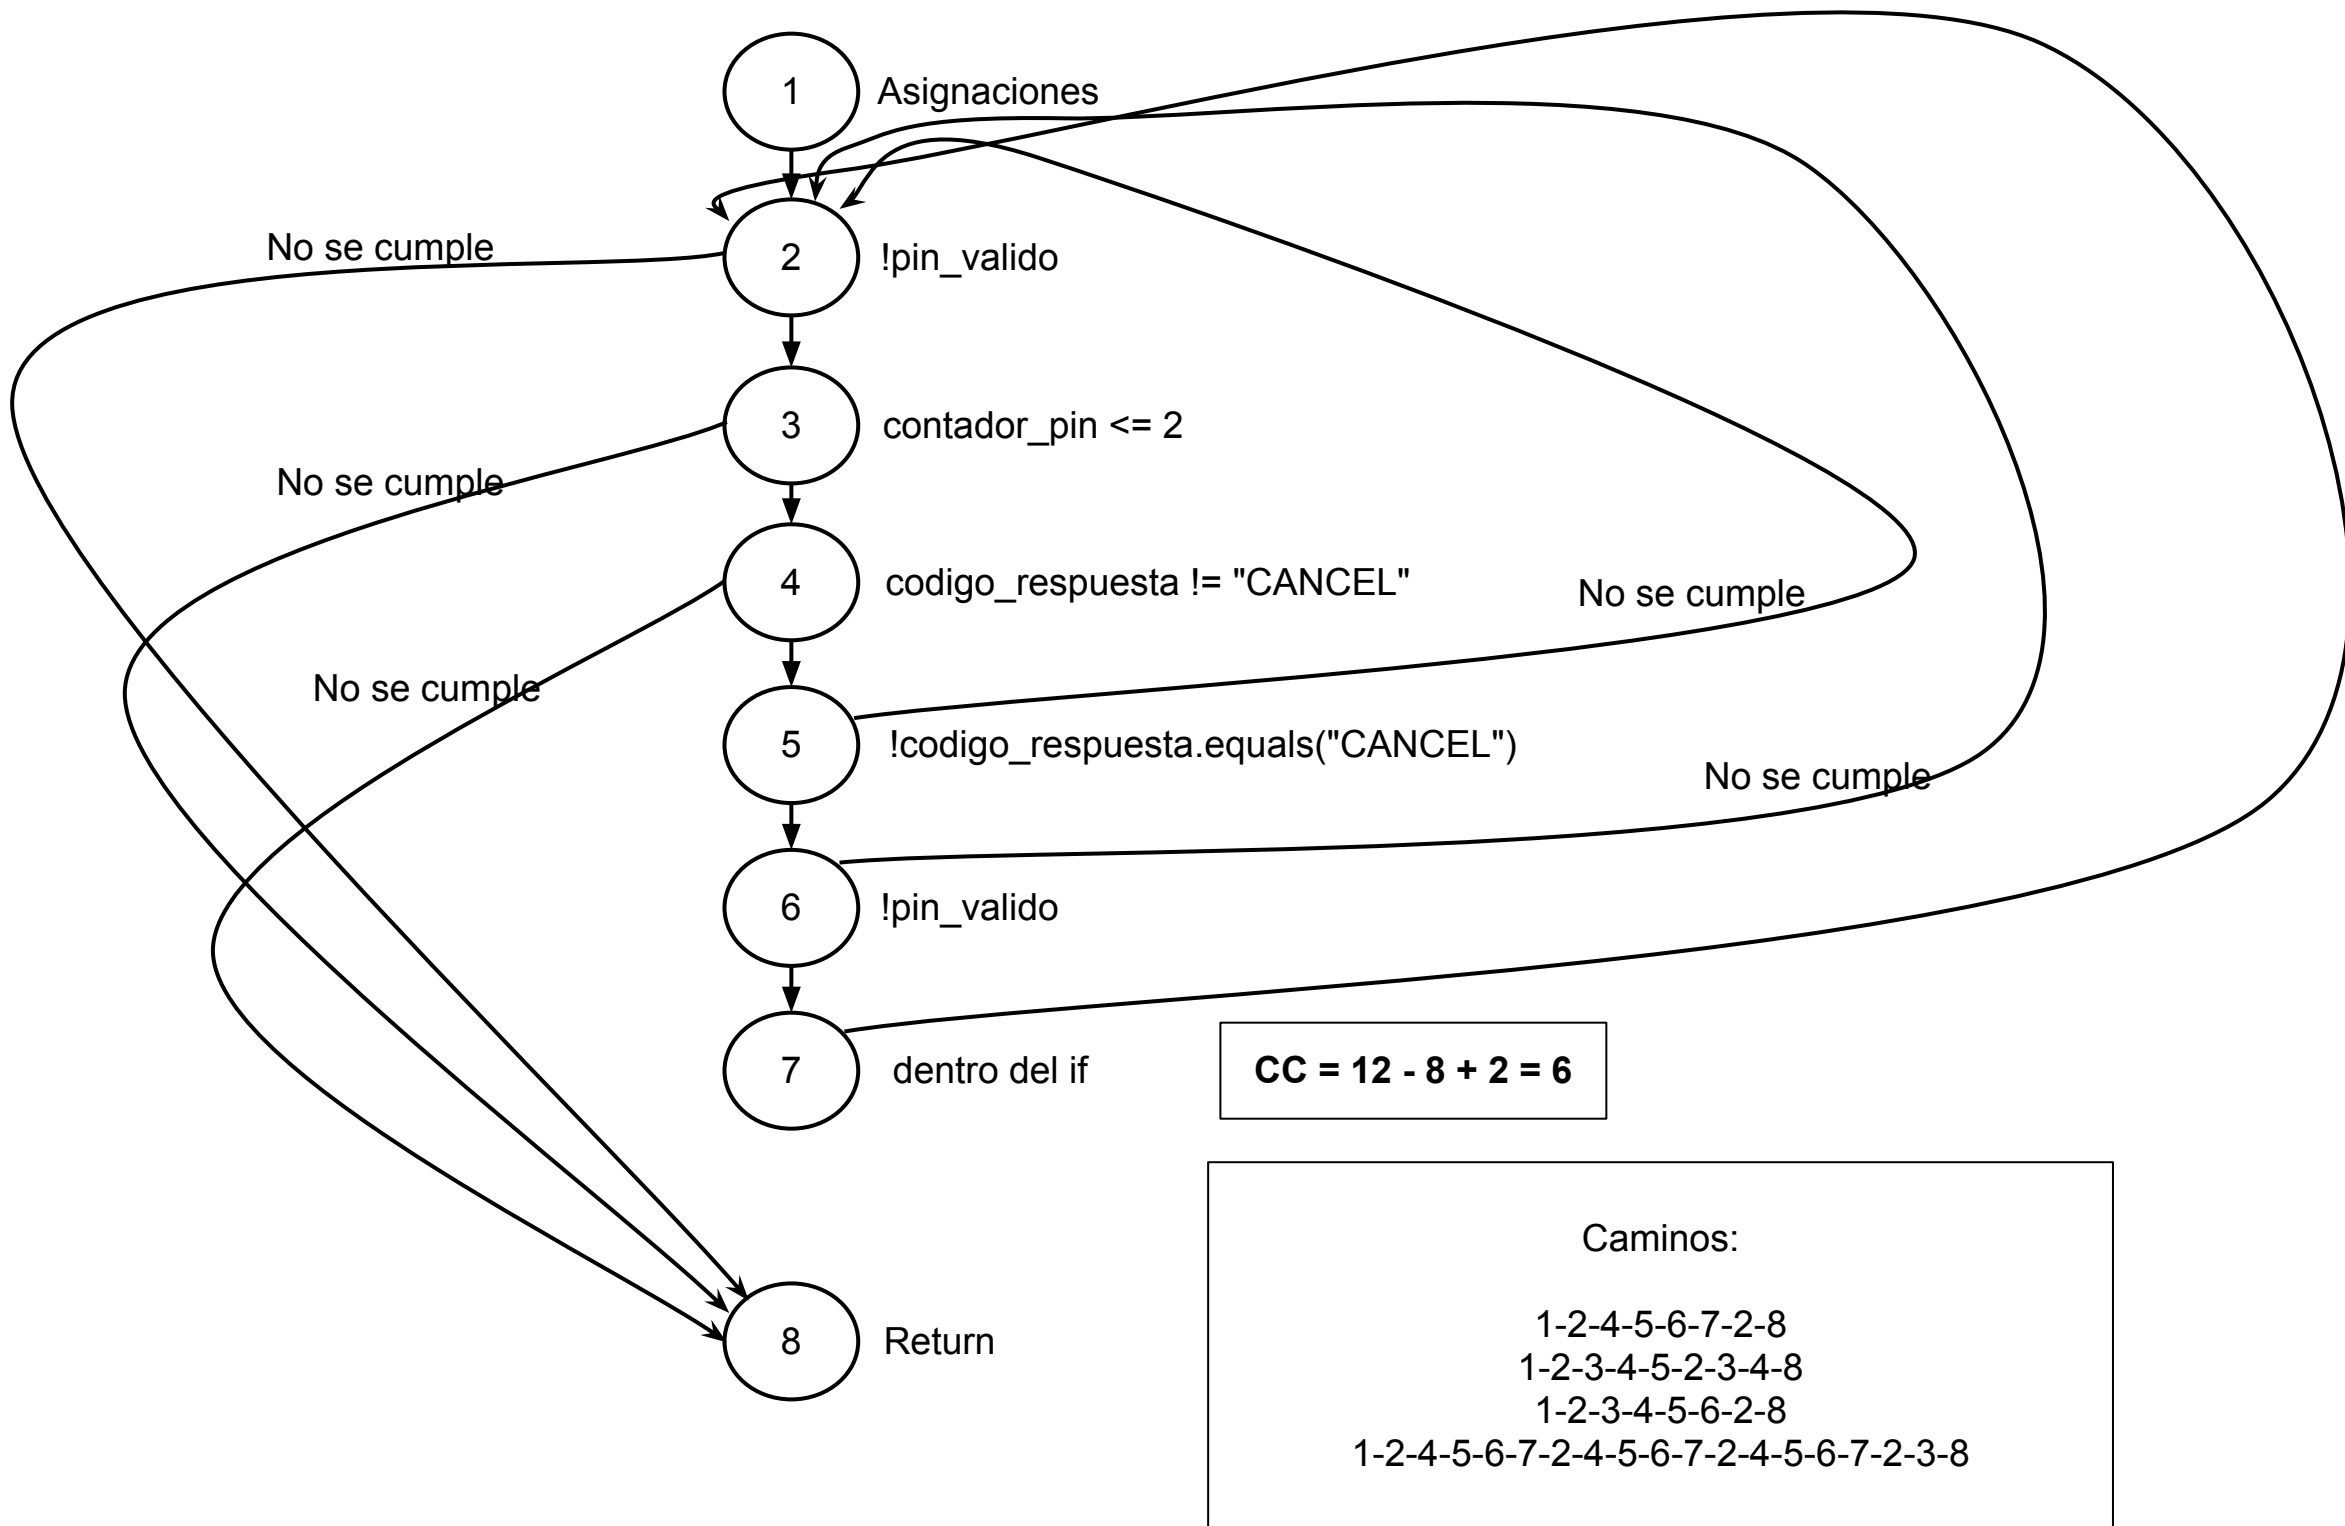 1 Asignaciones
No se cumple
2 !pin_valido
3 contador_pin <= 2
No se cumple
4 codigo_respuesta != "CANCEL"
No se cumple
No se cumple
5 !codigo_respuesta.equals("CANCEL")
No se cumple
6 !pin_valido
7 dentro del if
CC = 12 - 8 + 2 = 6
8 Return
Caminos:
1-2-4-5-6-7-2-8
1-2-3-4-5-2-3-4-8
1-2-3-4-5-6-2-8
1-2-4-5-6-7-2-4-5-6-7-2-4-5-6-7-2-3-8